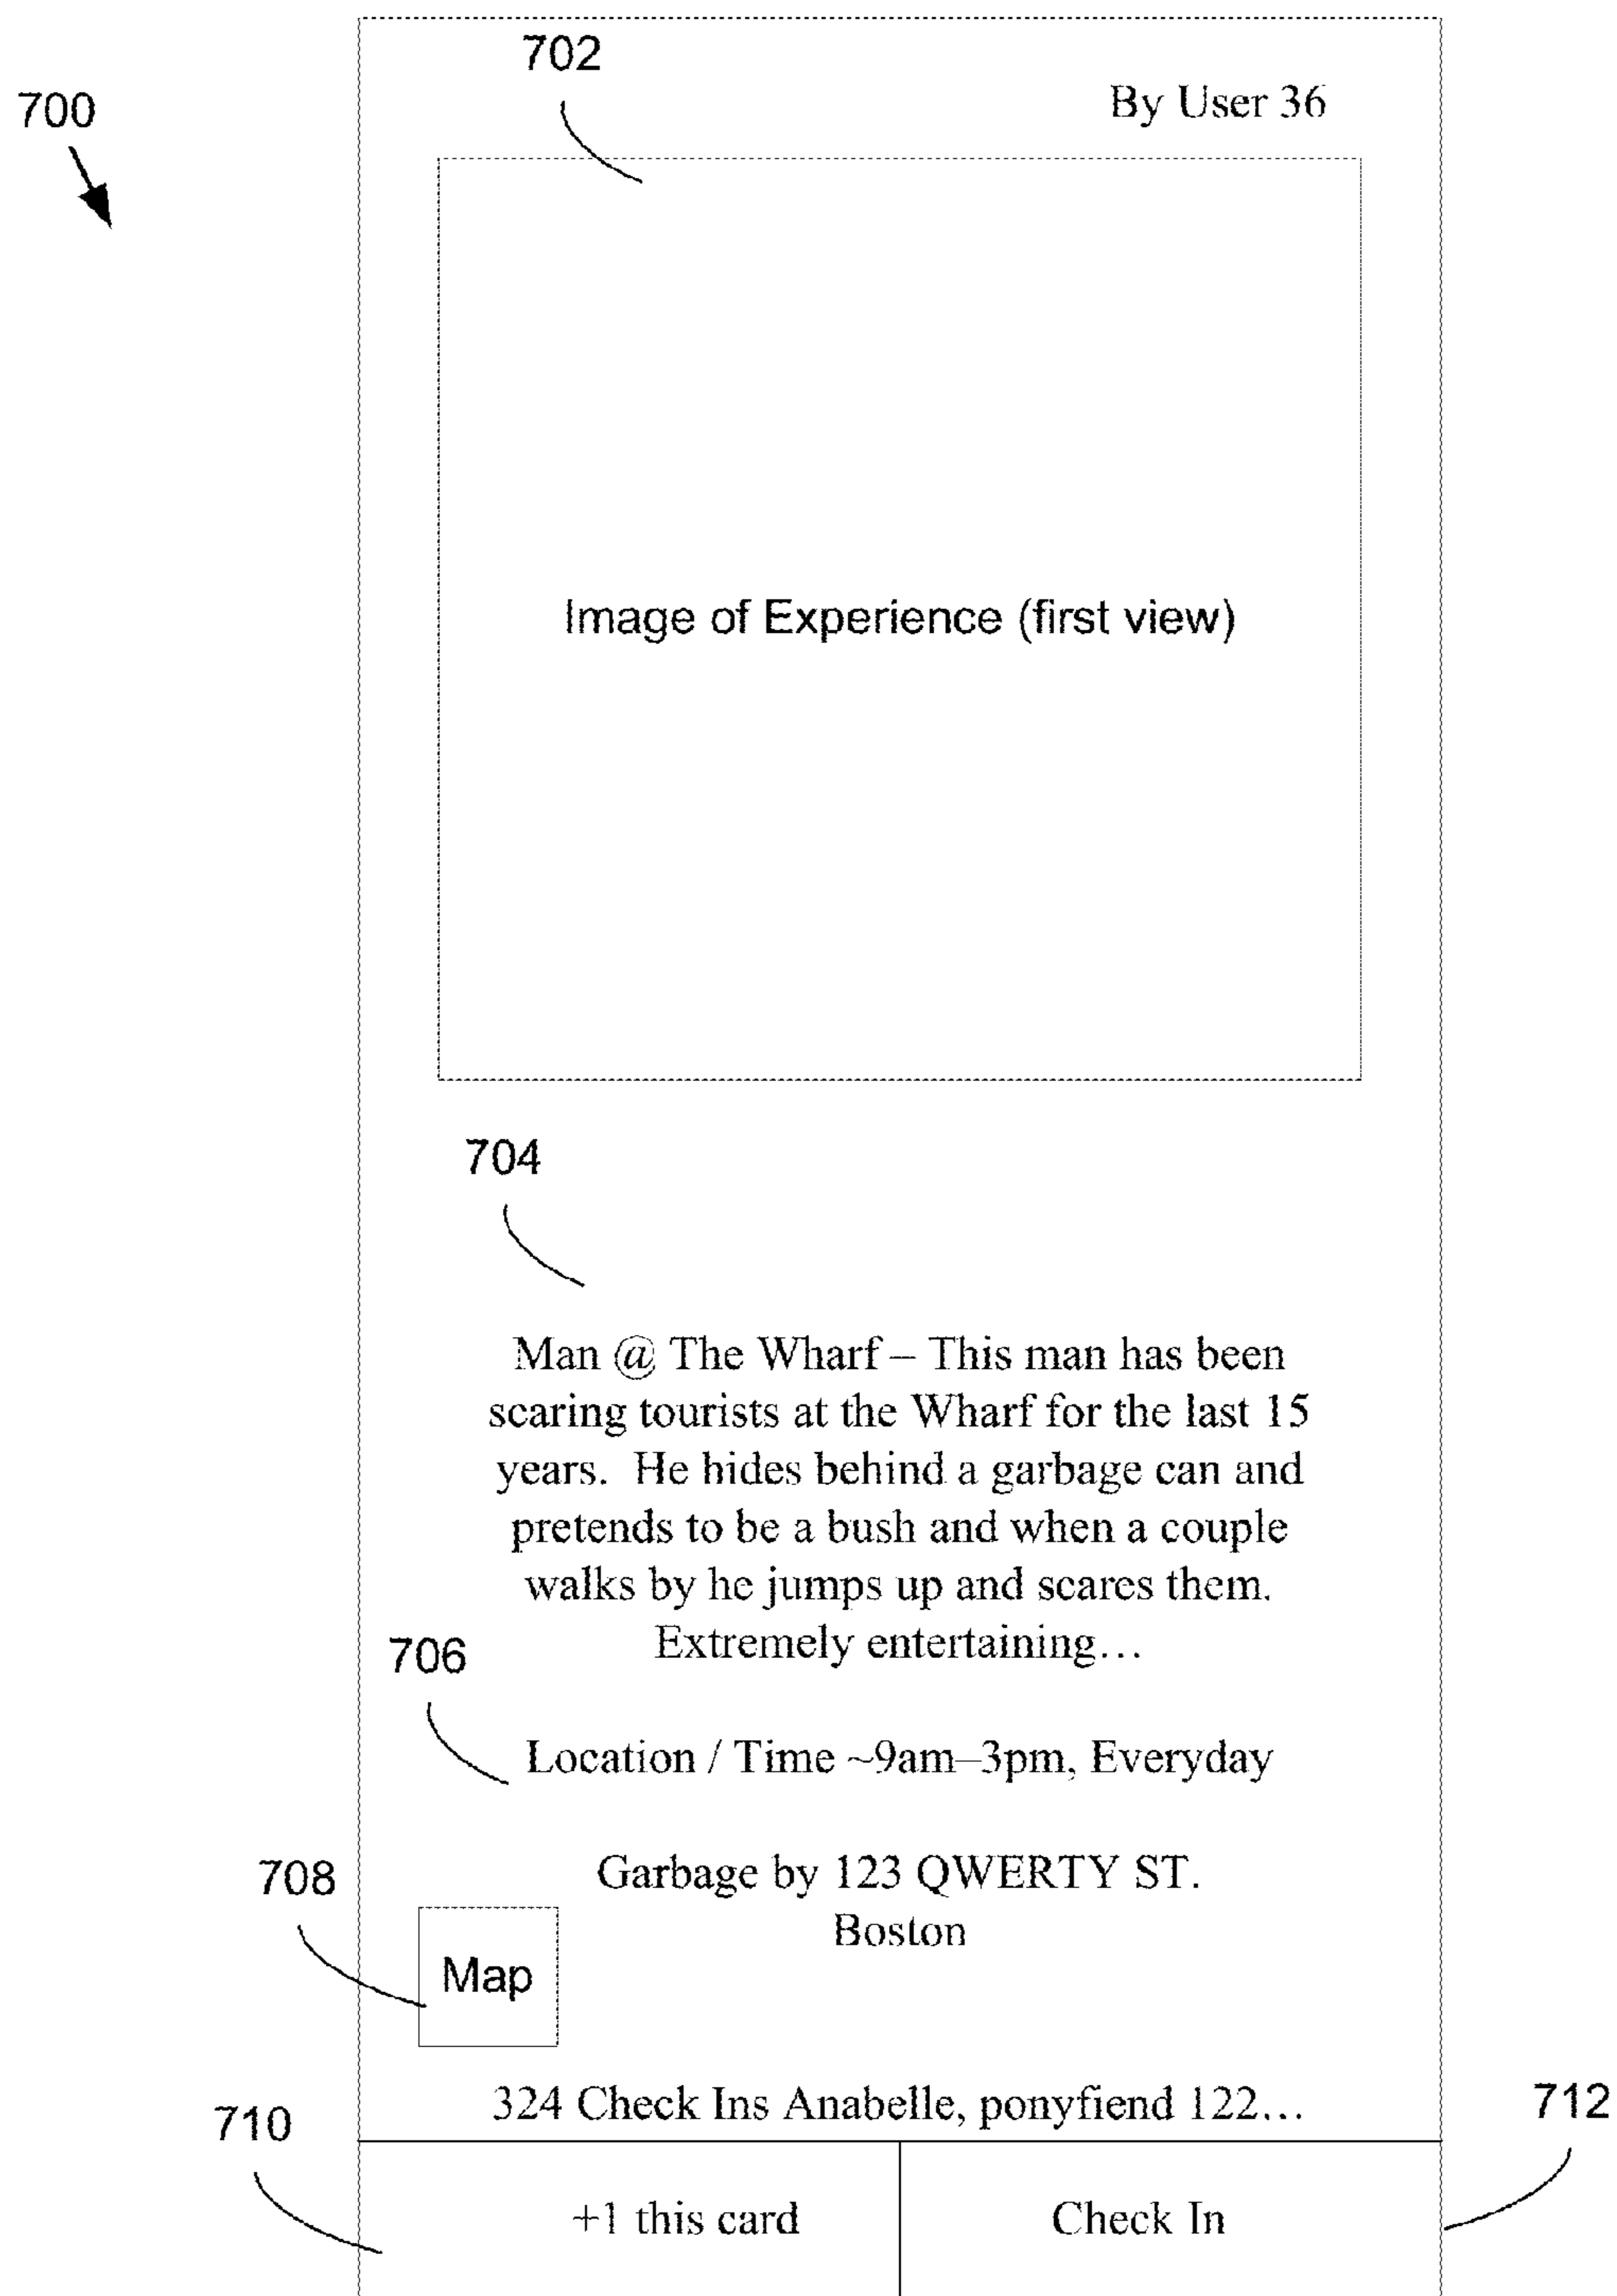 702
By User 36
700
Image of Experience (first view)
704
Man @ The Wharf – This man has been
scaring tourists at the Wharf for the last 15
years.  He hides behind a garbage can and
pretends to be a bush and when a couple
walks by he jumps up and scares them.
Extremely entertaining…
706
Location / Time ~9am–3pm, Everyday
708
Garbage by 123 QWERTY ST.
Boston
Map
324 Check Ins Anabelle, ponyfiend 122…
710
712
+1 this card
Check In